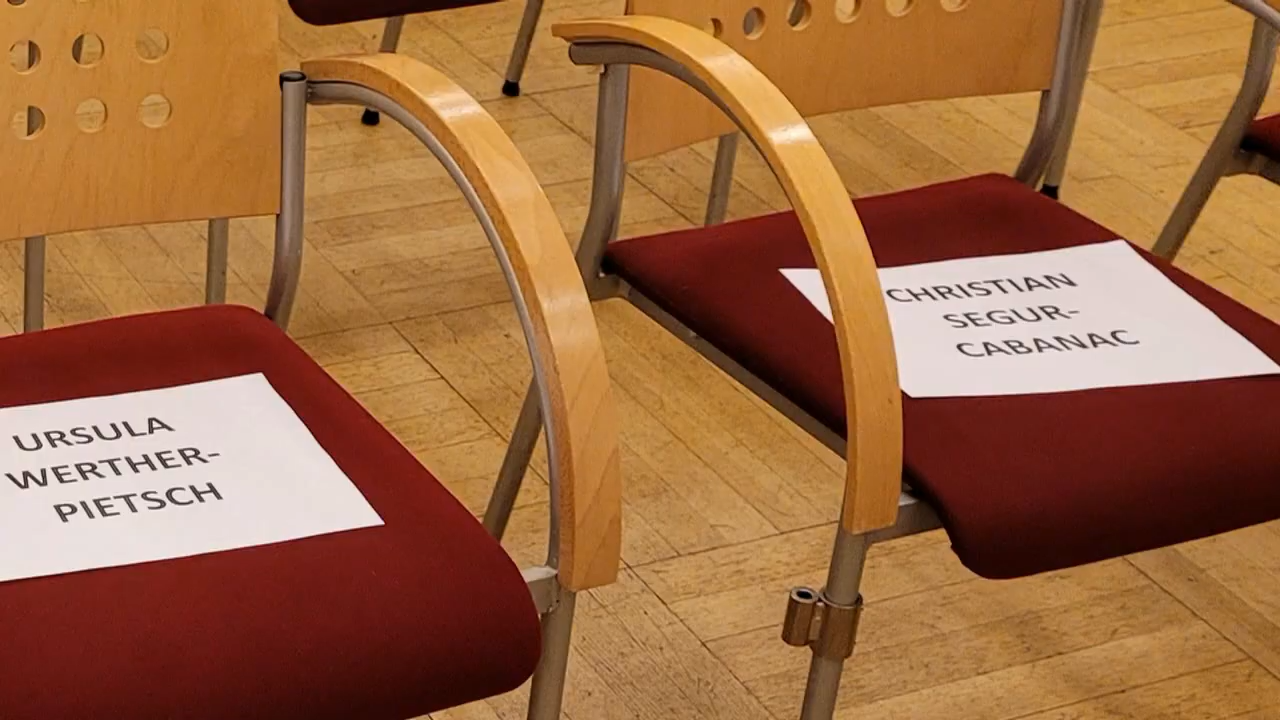 URSULA
WERTHER-
PIETSCH
CHRISTIAN
SEGUR-
CABANAC